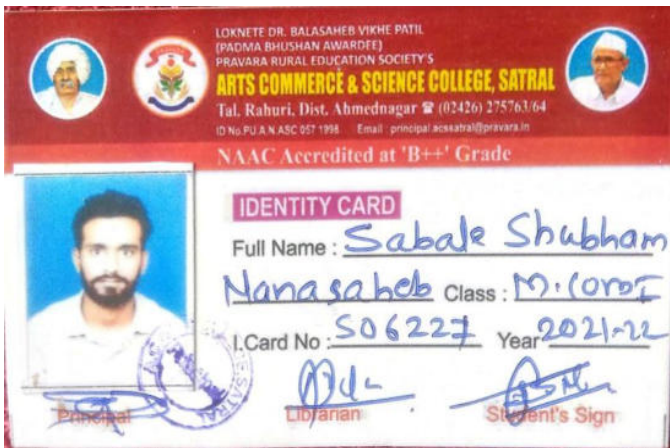 LOKNETE DR. BALASAHEB VIKHE PATIL
(PADMA BHUSHAN AWARDEE)
PRAVARA RURAL EDUCATION SOCIETY'S
ARTS COMMERCE & SCIENCE COLLEGE, SATRAL
Tal. Rahuri, Dist. Ahmednagar ☎ (02426) 275763/64
ID No.PU.A.N.ASC 057 1998 Email : principal.acssatral@pravara.in
NAAC Accredited at 'B++' Grade
IDENTITY CARD
Full Name : Sabale Shubham
Nanasaheb Class : M.Com I
I.Card No : S06227 Year 2021-22
Principal Librarian Student's Sign